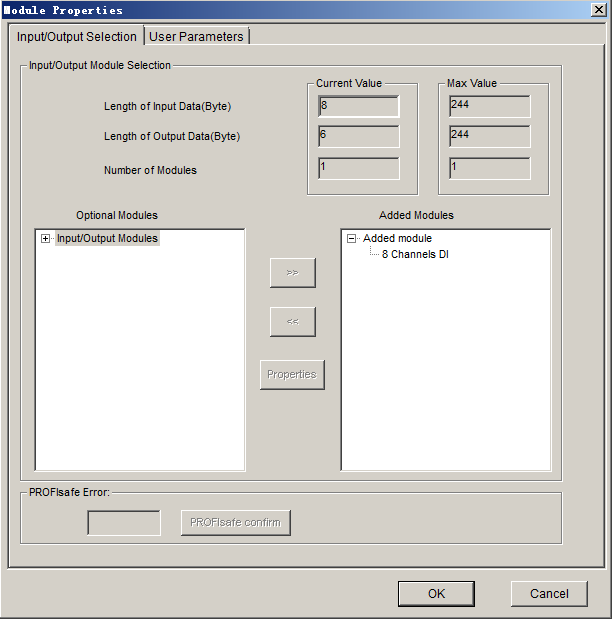 Module Properties
Input/Output Selection User Parameters
Input/Output Module Selection
Current Value Max Value
Length of Input Data(Byte) 8 244
Length of Output Data(Byte) 6 244
Number of Modules 1 1
Optional Modules Added Modules
Input/Output Modules Added module
8 Channels DI
>>
<<
Properties
PROFIsafe Error:
PROFIsafe confirm
OK Cancel